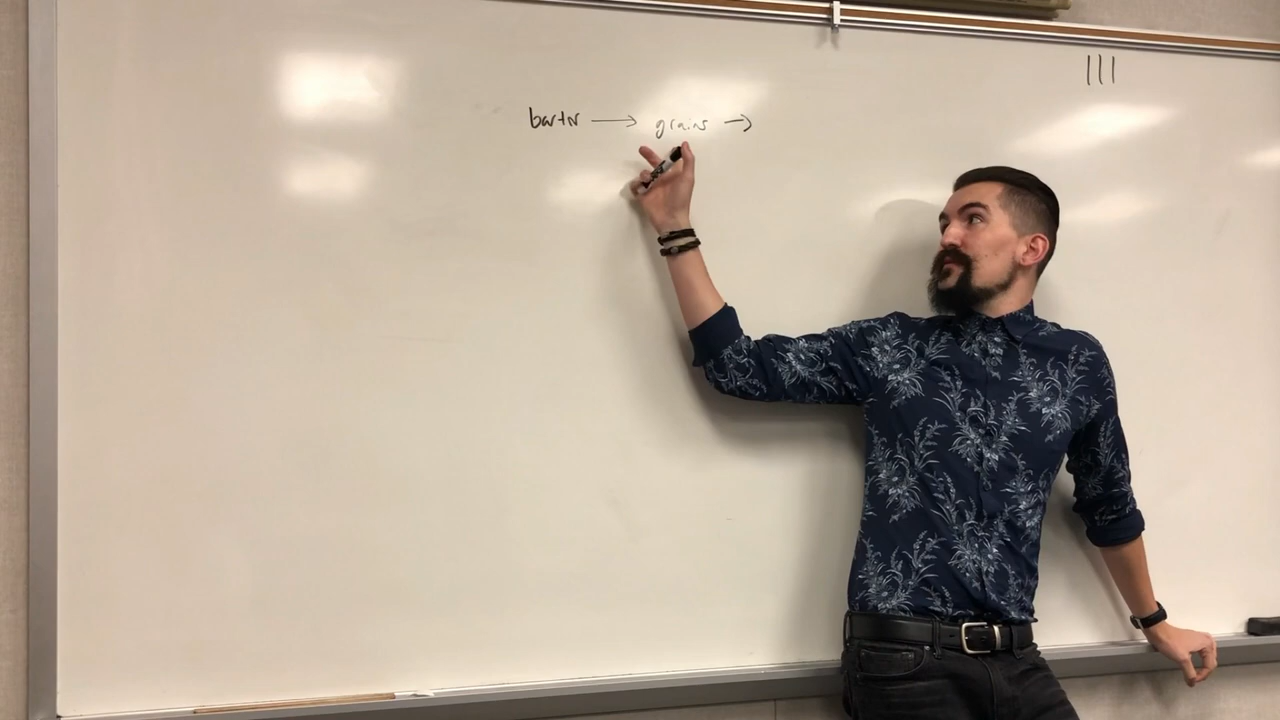 |||
barter → grains →